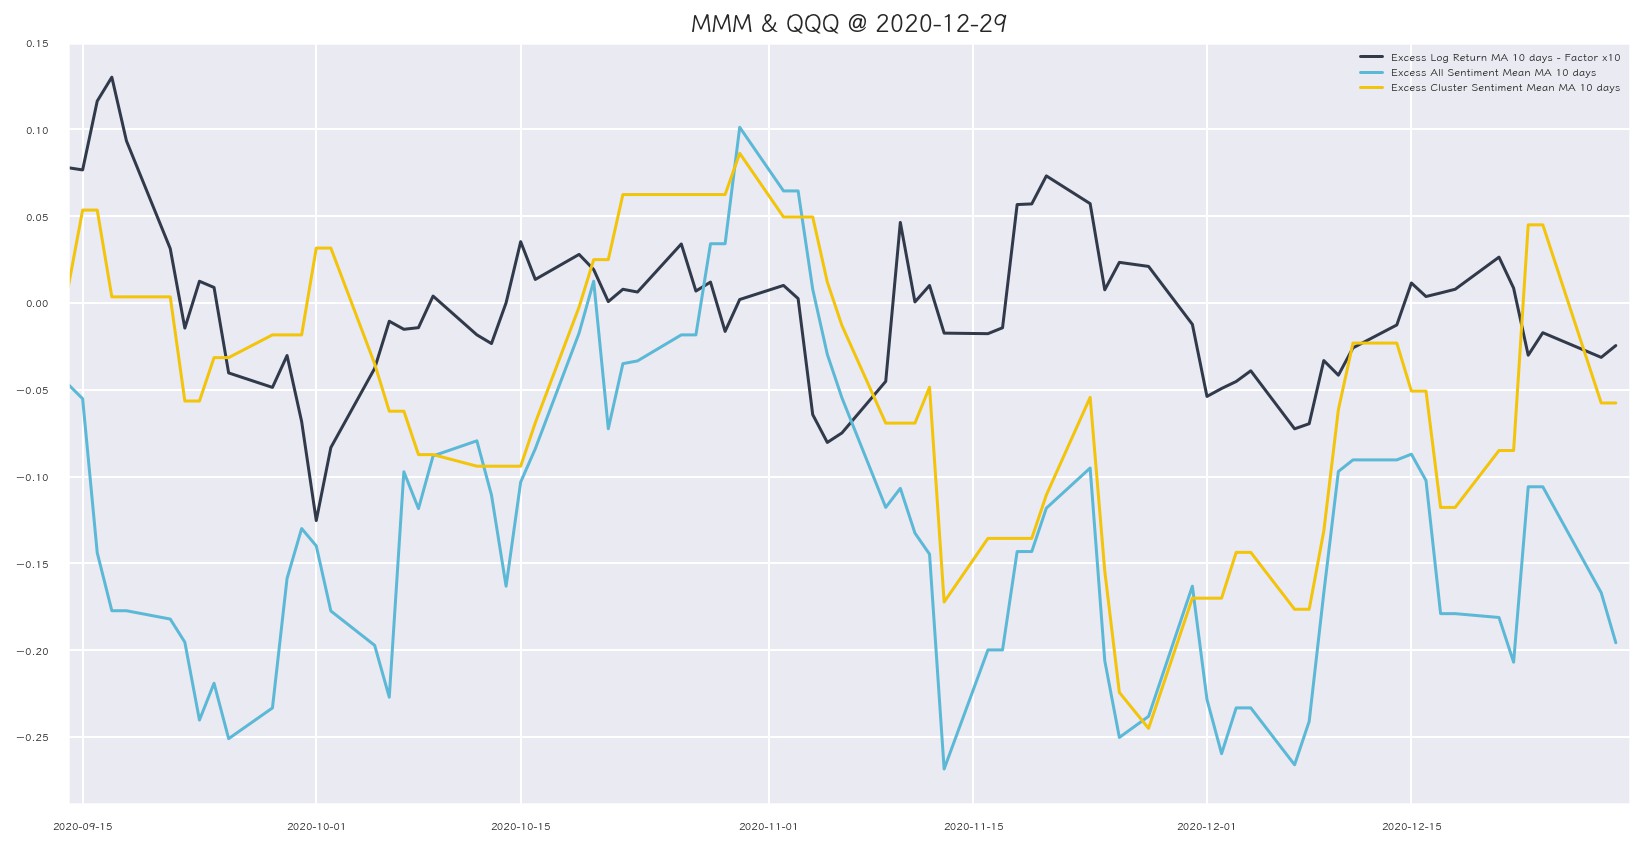 MMM & QQQ @ 2020-12-29
Excess Log Return MA 10 days - Factor x10
Excess All Sentiment Mean MA 10 days
Excess Cluster Sentiment Mean MA 10 days
0.15
0.10
0.05
0.00
−0.05
−0.10
−0.15
−0.20
−0.25
2020-09-15 2020-10-01 2020-10-15 2020-11-01 2020-11-15 2020-12-01 2020-12-15